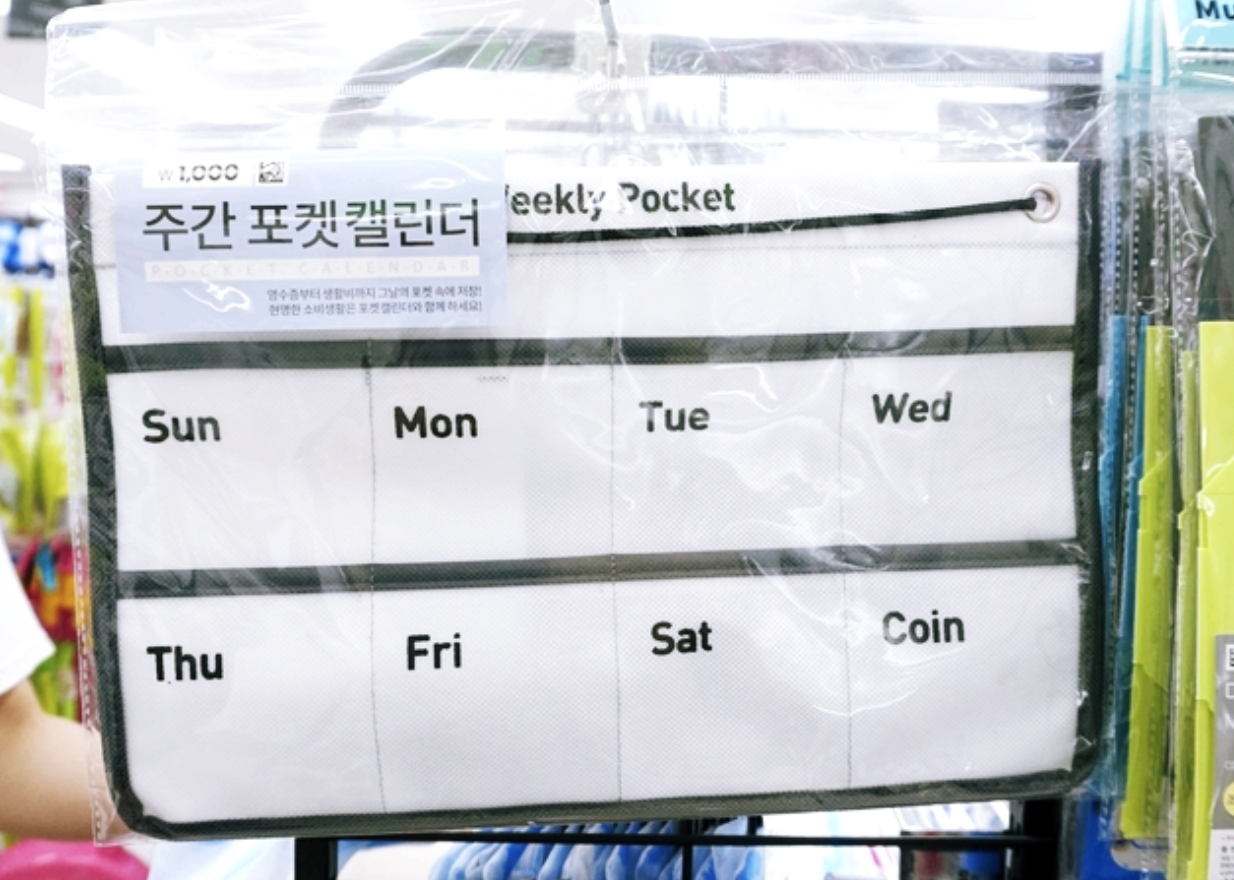 Mu
₩1,000
주간 포켓캘린더
POCKET CALENDAR
영수증부터 생활비까지 그날의 포켓 속에 저장!
현명한 소비생활은 포켓캘린더와 함께 하세요!
eekly Pocket
Sun Mon Tue Wed
Thu Fri Sat Coin